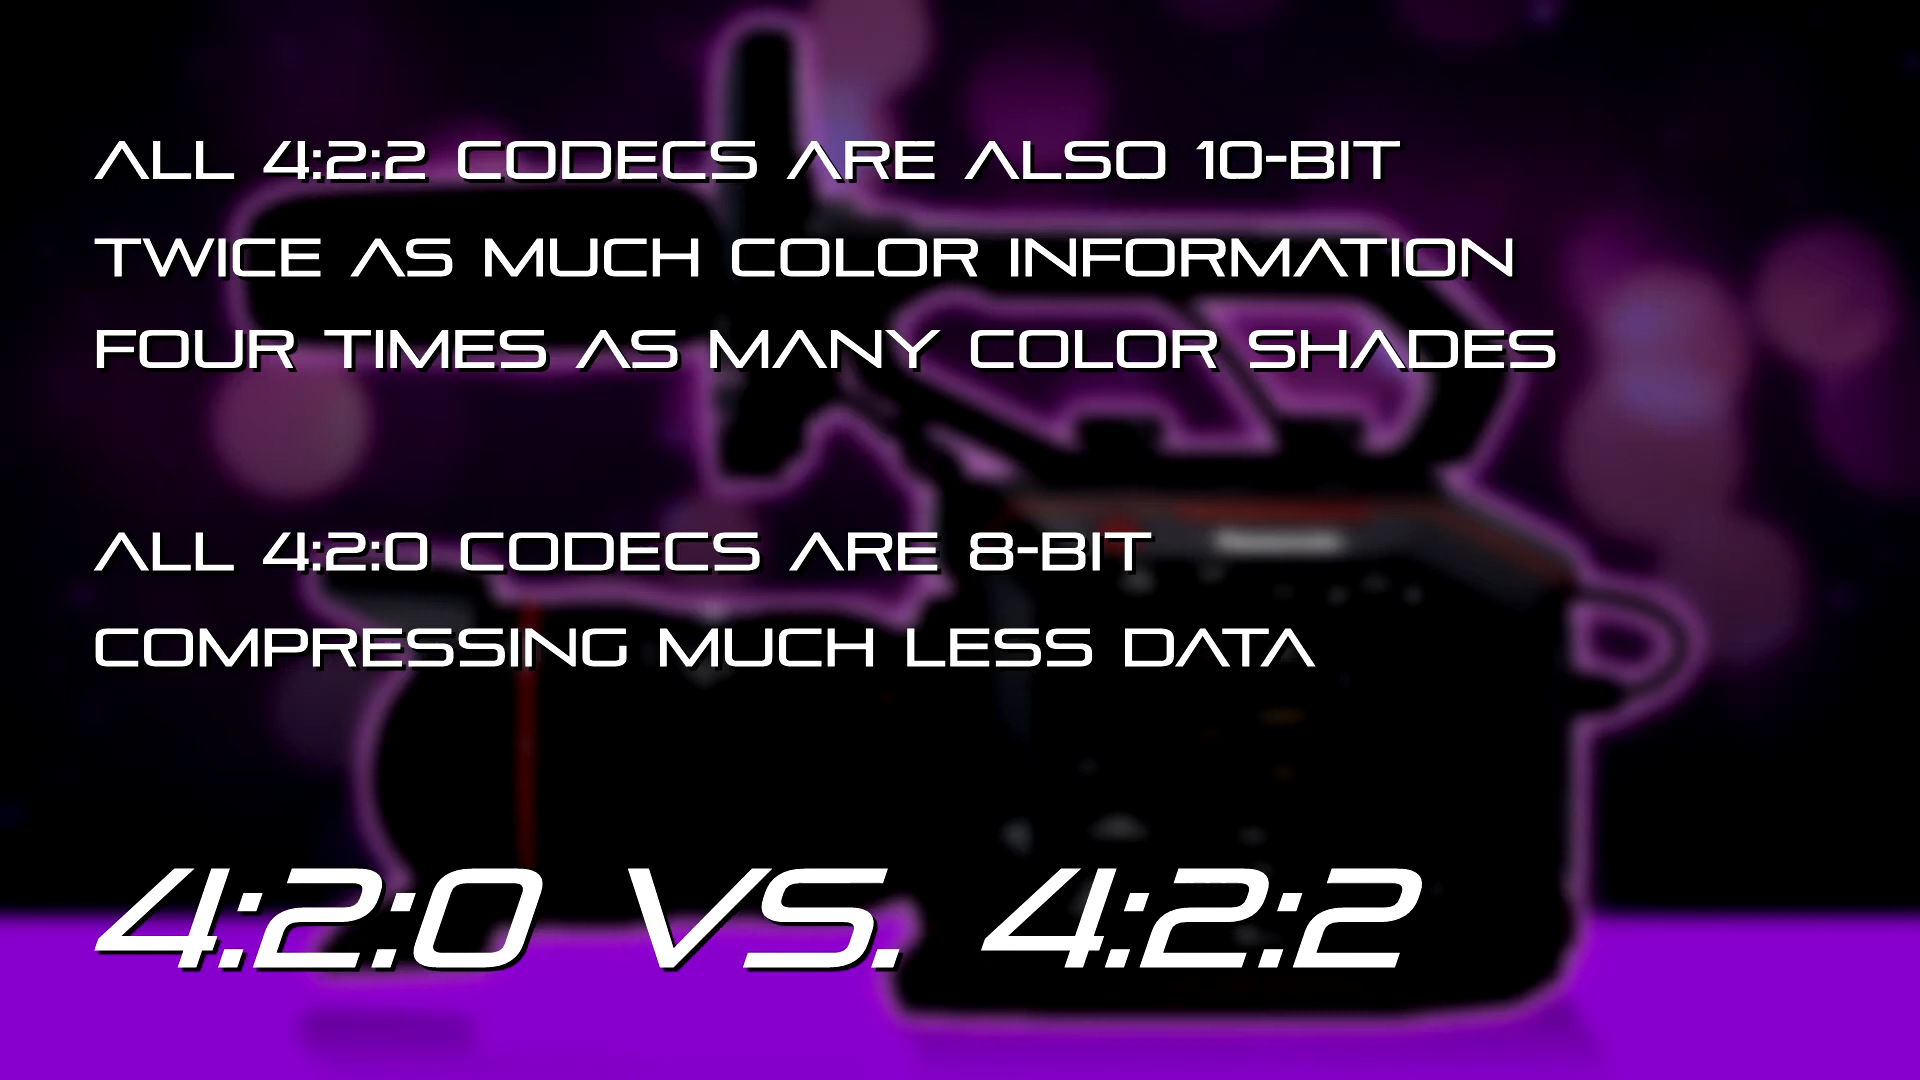 ALL 4:2:2 CODECS ARE ALSO 10-BIT
TWICE AS MUCH COLOR INFORMATION
FOUR TIMES AS MANY COLOR SHADES
ALL 4:2:0 CODECS ARE 8-BIT
COMPRESSING MUCH LESS DATA
4:2:0 VS. 4:2:2